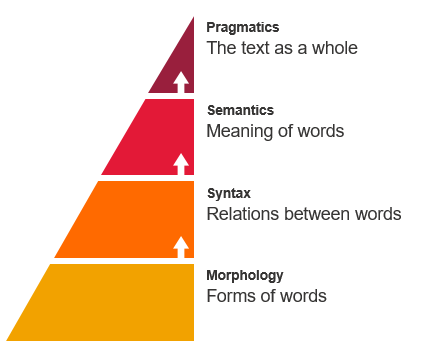 Pragmatics
The text as a whole
Semantics
Meaning of words
Syntax
Relations between words
Morphology
Forms of words